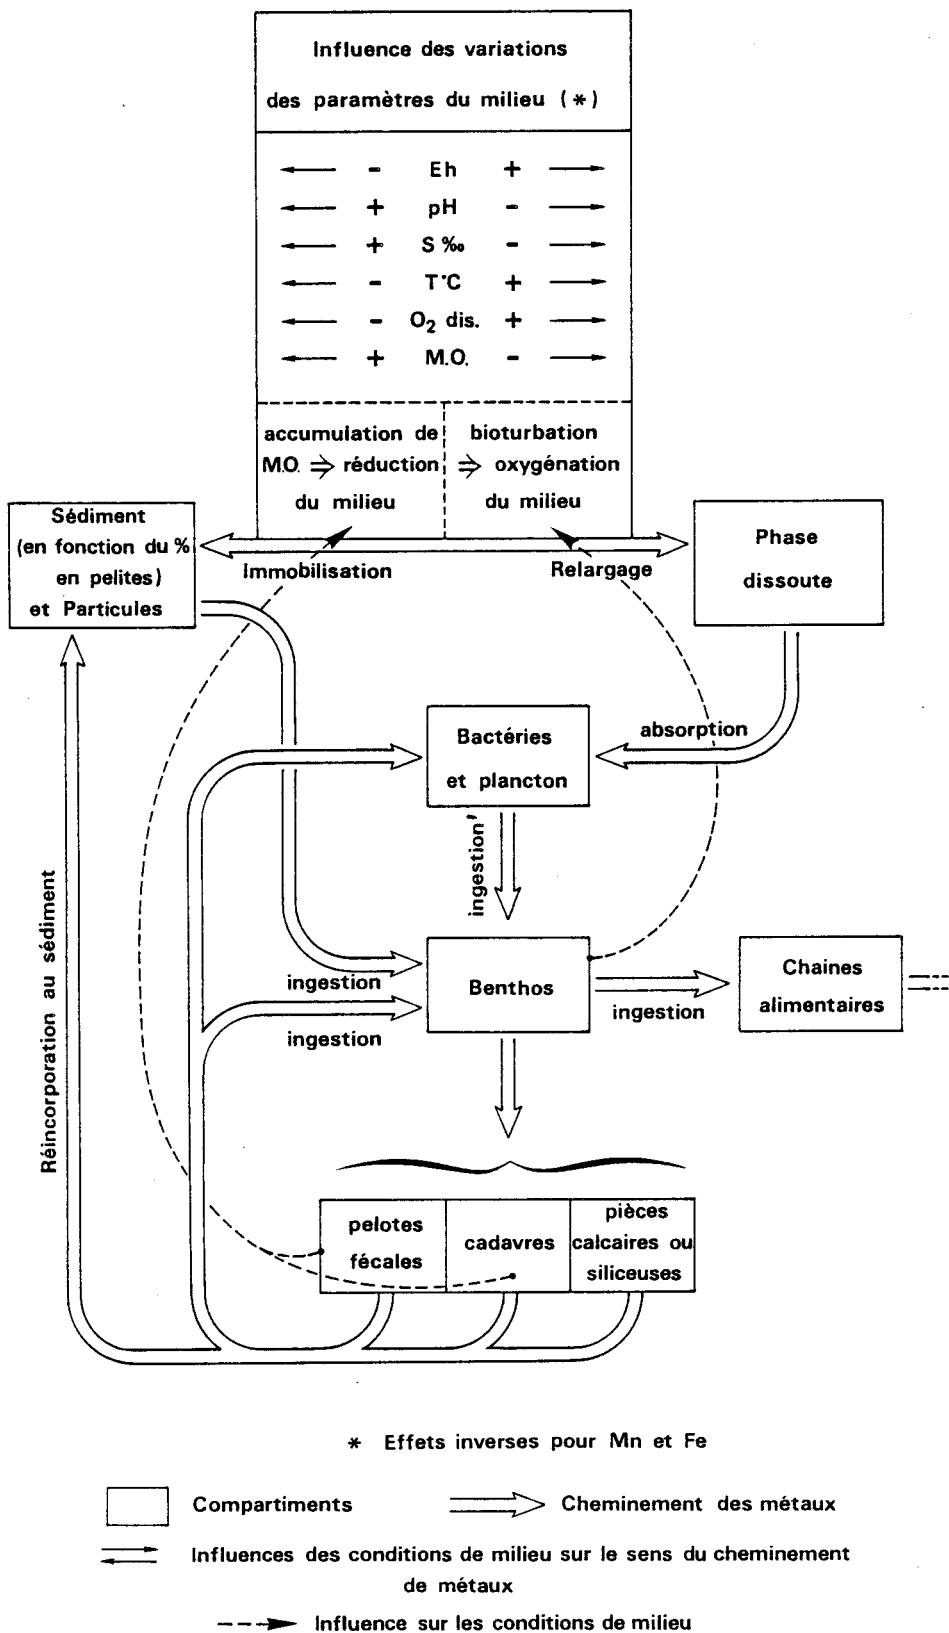 Influence des variations
des paramètres du milieu (*)
← - Eh + →
← + pH - →
← + S ‰ - →
← - T°C + →
← - O₂ dis. + →
← + M.O. - →
accumulation de
M.O. ⇒ réduction
du milieu
bioturbation
⇒ oxygénation
du milieu
Sédiment
(en fonction du %
en pelites)
et Particules
Immobilisation
Relargage
Phase
dissoute
absorption
Bactéries
et plancton
ingestion
Réincorporation au sédiment
ingestion
Benthos
ingestion
ingestion
Chaines
alimentaires
pelotes
fécales
cadavres
pièces
calcaires ou
siliceuses
* Effets inverses pour Mn et Fe
Compartiments
Cheminement des métaux
Influences des conditions de milieu sur le sens du cheminement
de métaux
Influence sur les conditions de milieu